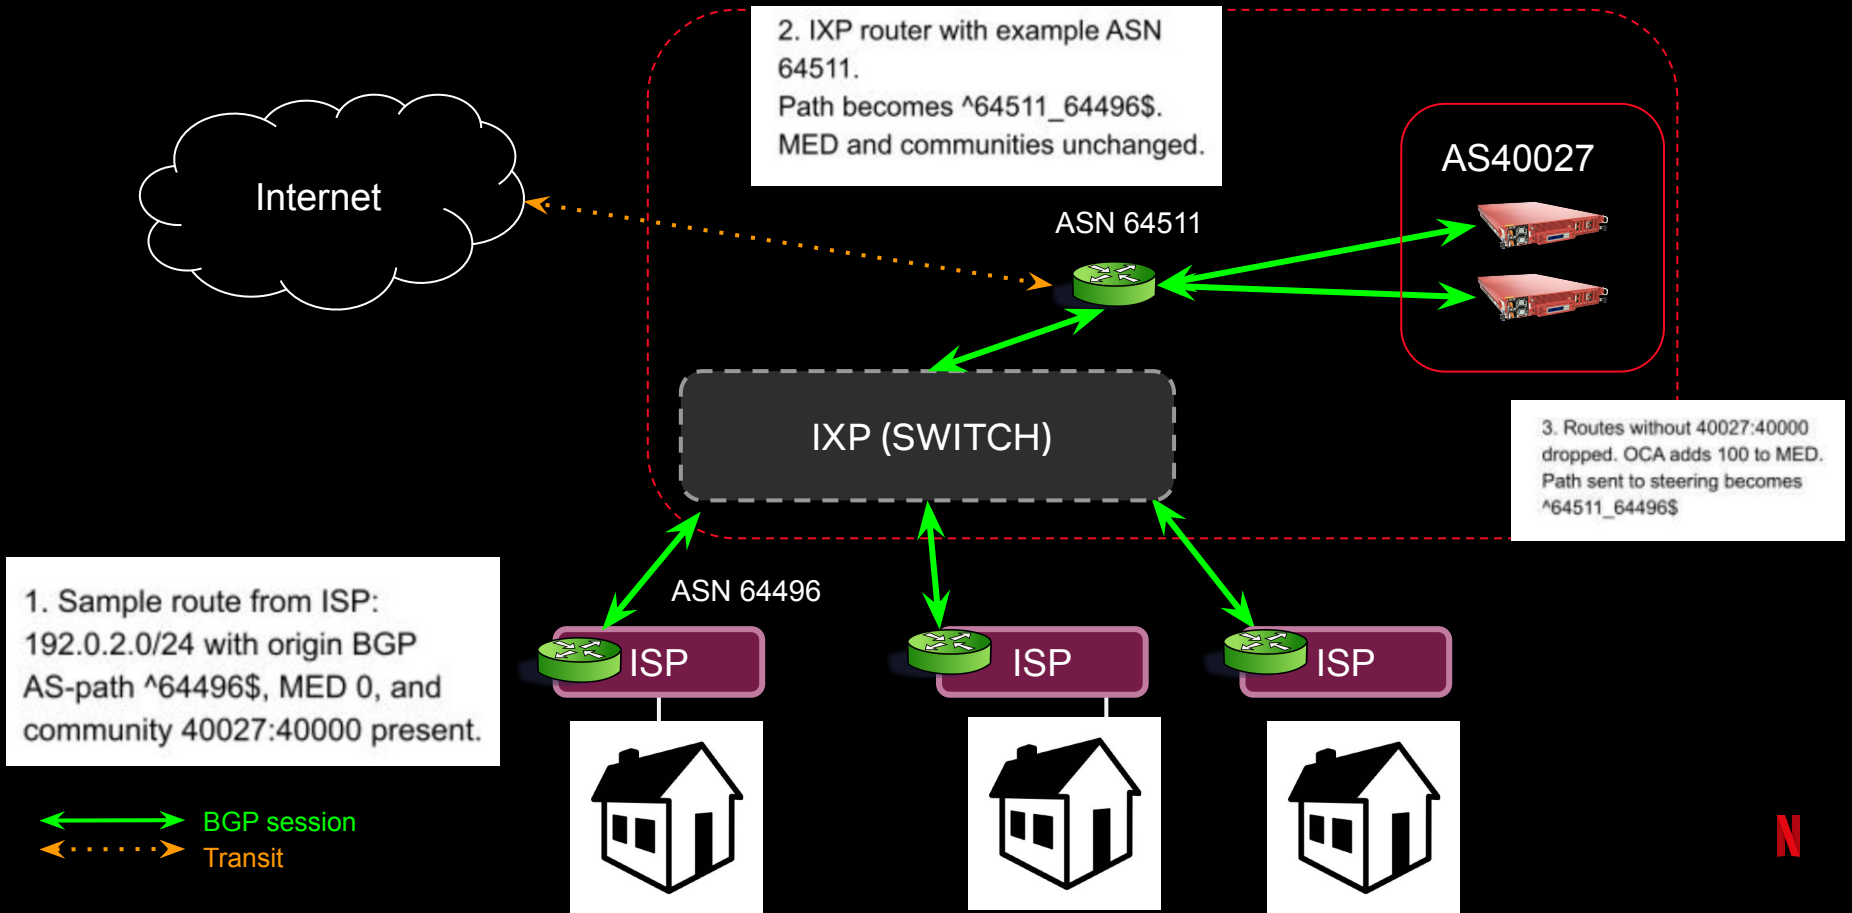 2. IXP router with example ASN
64511.
Path becomes ^64511_64496$.
MED and communities unchanged.
Internet
AS40027
ASN 64511
IXP (SWITCH)
3. Routes without 40027:40000
dropped. OCA adds 100 to MED.
Path sent to steering becomes
^64511_64496$
1. Sample route from ISP:
192.0.2.0/24 with origin BGP
AS-path ^64496$, MED 0, and
community 40027:40000 present.
ASN 64496
ISP
ISP
ISP
BGP session
Transit
N